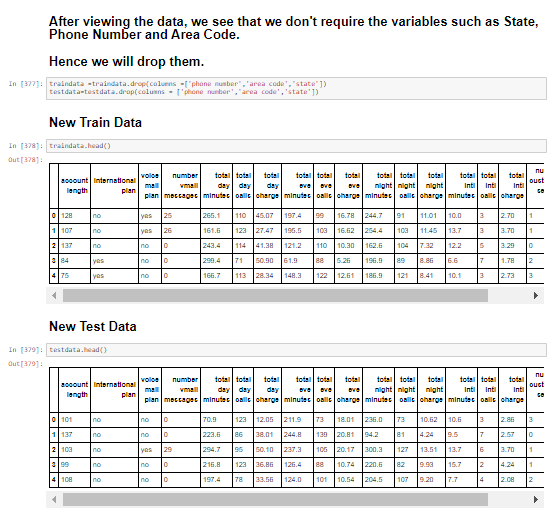 After viewing the data, we see that we don't require the variables such as State,
Phone Number and Area Code.
Hence we will drop them.
In [377]: traindata =traindata.drop(columns =['phone number','area code','state'])
testdata=testdata.drop(columns = ['phone number','area code','state'])
New Train Data
In [378]: traindata.head()
Out[378]:
voice number total total total total total total total total total total total total nu
account international mail vmail day day day eve eve eve night night night intl intl intl cust
length plan plan messages minutes calls charge minutes calls charge minutes calls charge minutes calls charge se
0 128 no yes 25 265.1 110 45.07 197.4 99 16.78 244.7 91 11.01 10.0 3 2.70 1
1 107 no yes 26 161.6 123 27.47 195.5 103 16.62 254.4 103 11.45 13.7 3 3.70 1
2 137 no no 0 243.4 114 41.38 121.2 110 10.30 162.6 104 7.32 12.2 5 3.29 0
3 84 yes no 0 299.4 71 50.90 61.9 88 5.26 196.9 89 8.86 6.6 7 1.78 2
4 75 yes no 0 166.7 113 28.34 148.3 122 12.61 186.9 121 8.41 10.1 3 2.73 3
New Test Data
In [379]: testdata.head()
Out[379]:
voice number total total total total total total total total total total total total nu
account international mail vmail day day day eve eve eve night night night intl intl intl cust
length plan plan messages minutes calls charge minutes calls charge minutes calls charge minutes calls charge se
0 101 no no 0 70.9 123 12.05 211.9 73 18.01 236.0 73 10.62 10.6 3 2.86 3
1 137 no no 0 223.6 86 38.01 244.8 139 20.81 94.2 81 4.24 9.5 7 2.57 0
2 103 no yes 29 294.7 95 50.10 237.3 105 20.17 300.3 127 13.51 13.7 6 3.70 1
3 99 no no 0 216.8 123 36.86 126.4 88 10.74 220.6 82 9.93 15.7 2 4.24 1
4 108 no no 0 197.4 78 33.56 124.0 101 10.54 204.5 107 9.20 7.7 4 2.08 2